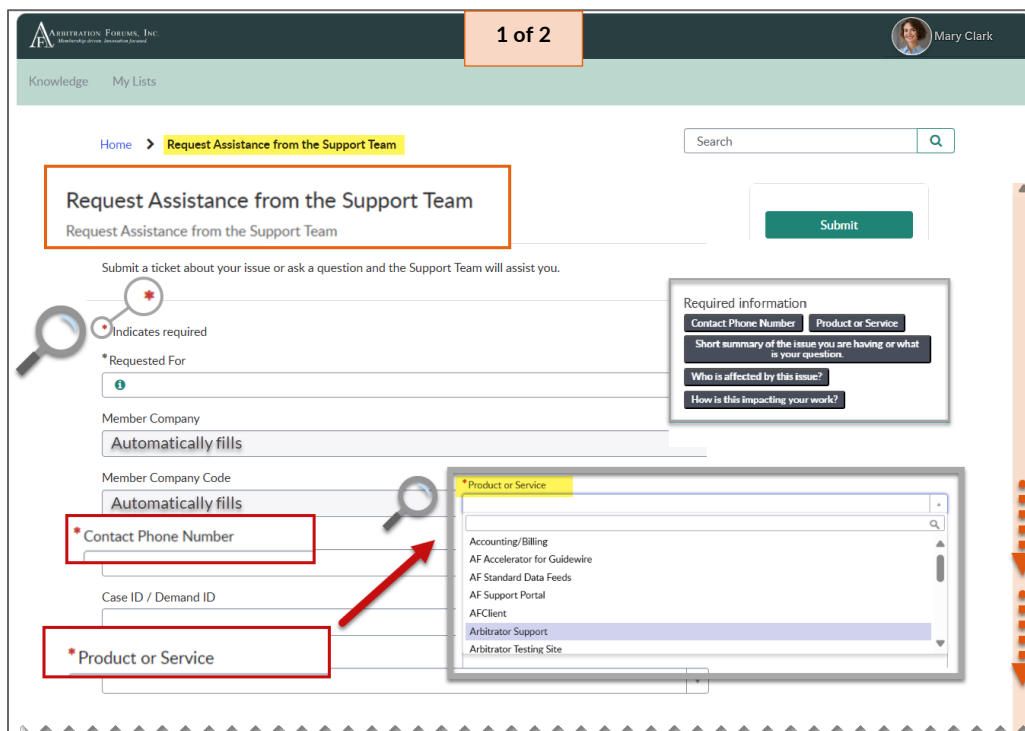 ARBITRATION FORUMS, INC.
Membership driven. Innovation focused.
1 of 2
Mary Clark
Knowledge
My Lists
Home > Request Assistance from the Support Team
Search
Request Assistance from the Support Team
Request Assistance from the Support Team
Submit
Submit a ticket about your issue or ask a question and the Support Team will assist you.
*
* Indicates required
Required information
Contact Phone Number
Product or Service
Short summary of the issue you are having or what
is your question.
Who is affected by this issue?
How is this impacting your work?
* Requested For
Member Company
Automatically fills
Member Company Code
Automatically fills
* Contact Phone Number
Case ID / Demand ID
* Product or Service
* Product or Service
Accounting/Billing
AF Accelerator for Guidewire
AF Standard Data Feeds
AF Support Portal
AFClient
Arbitrator Support
Arbitrator Testing Site